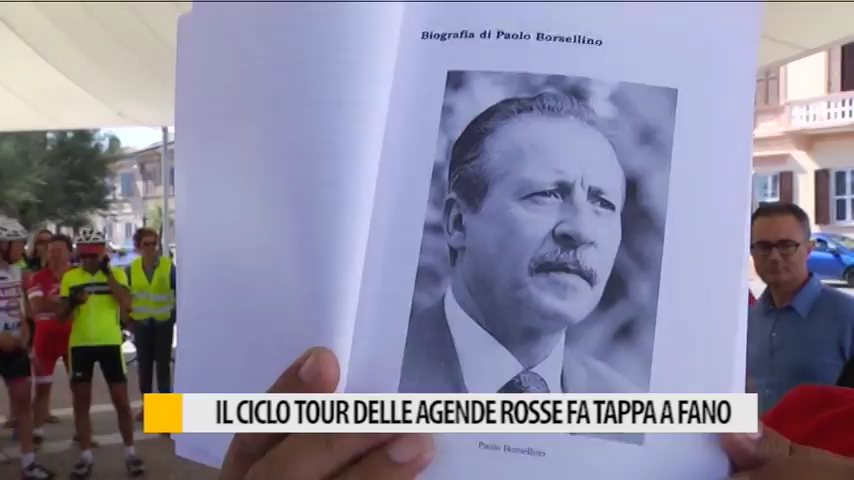 Biografia di Paolo Borsellino
IL CICLO TOUR DELLE AGENDE ROSSE FA TAPPA A FANO
Paolo Borsellino